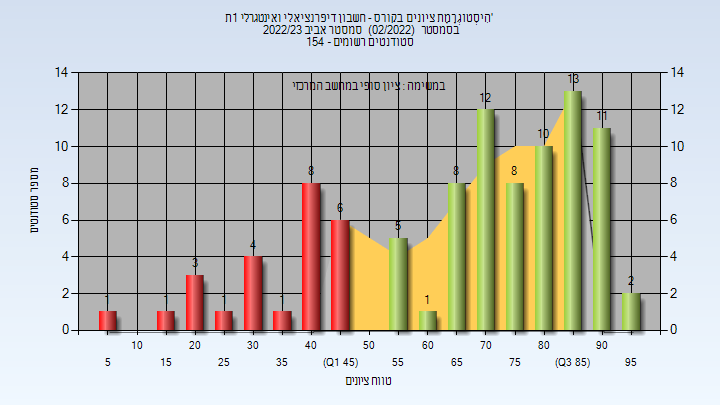 הִיסְטוֹגְרָמַת ציונים בקורס - חשבון דיפרנציאלי ואינטגרלי 1ת'
בסמסטר (02/2022) סמסטר אביב 2022/23
סטודנטים רשומים - 154
במשימה : ציון סופי במחשב המרכזי
מספר סטודנטים
14 12 10 8 6 4 2 0
14 12 10 8 6 4 2 0
1 1 3 1 4 1 8 6 5 1 8 12 8 10 13 11 2
10 20 30 40 50 60 70 80 90
5 15 25 35 (Q1 45) 55 65 75 (Q3 85) 95
טווח ציונים